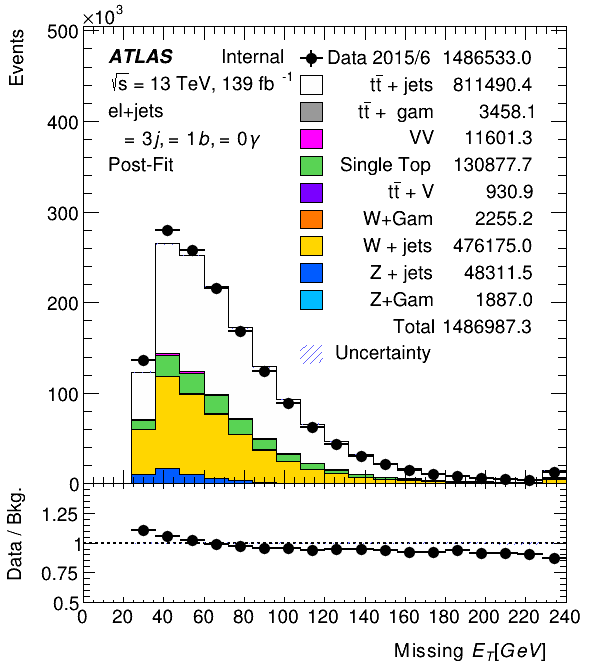 ×10³
Events
500
400
300
200
100
0
ATLAS Internal
√s = 13 TeV, 139 fb⁻¹
el+jets
= 3j, = 1b, = 0γ
Post-Fit
Data 2015/6 1486533.0
tt̄ + jets 811490.4
tt̄ + gam 3458.1
VV 11601.3
Single Top 130877.7
tt̄ + V 930.9
W+Gam 2255.2
W + jets 476175.0
Z + jets 48311.5
Z+Gam 1887.0
Total 1486987.3
Uncertainty
Data / Bkg.
1.25
1
0.75
0.5
0 20 40 60 80 100 120 140 160 180 200 220 240
Missing E_T[GeV]